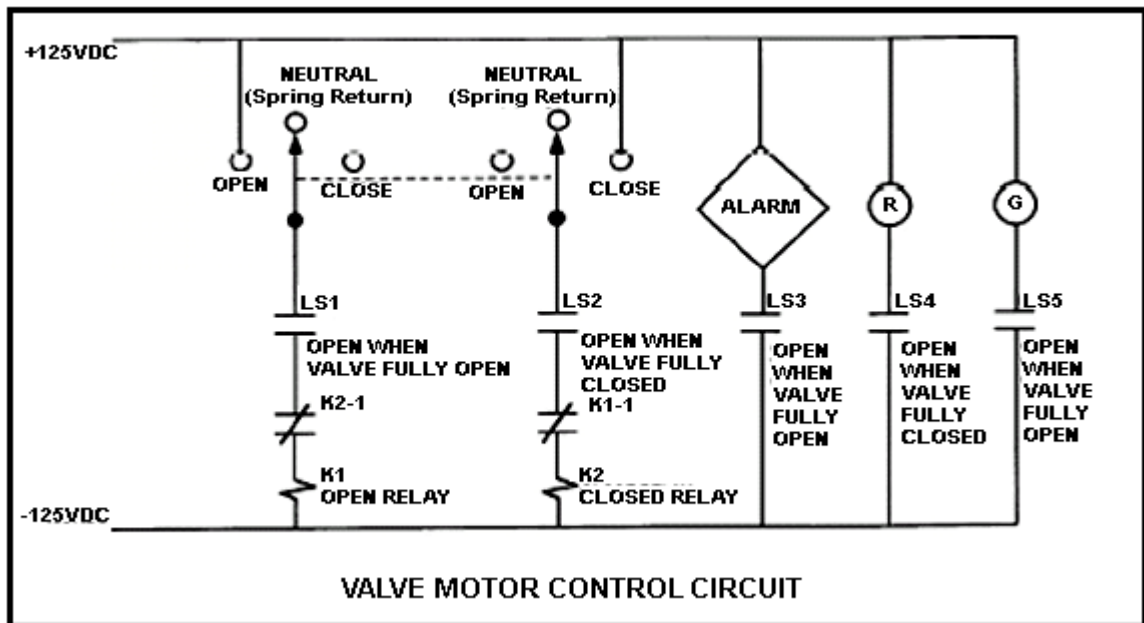 +125VDC
NEUTRAL
(Spring Return)
NEUTRAL
(Spring Return)
OPEN
CLOSE
OPEN
CLOSE
ALARM
R
G
LS1
OPEN WHEN
VALVE FULLY OPEN
LS2
OPEN WHEN
VALVE FULLY
CLOSED
LS3
OPEN
WHEN
VALVE
FULLY
OPEN
LS4
OPEN
WHEN
VALVE
FULLY
CLOSED
LS5
OPEN
WHEN
VALVE
FULLY
OPEN
K2-1
K1-1
K1
OPEN RELAY
K2
CLOSED RELAY
-125VDC
VALVE MOTOR CONTROL CIRCUIT